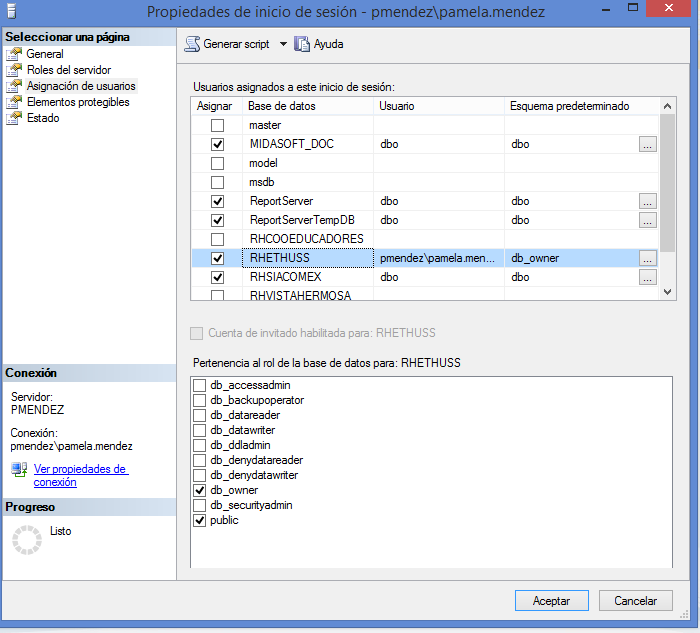 Propiedades de inicio de sesión - pmendez\pamela.mendez
Seleccionar una página
General
Roles del servidor
Asignación de usuarios
Elementos protegibles
Estado
Conexión
Servidor:
PMENDEZ
Conexión:
pmendez\pamela.mendez
Ver propiedades de
conexión
Progreso
Listo
Generar script Ayuda
Usuarios asignados a este inicio de sesión:
Asignar Base de datos Usuario Esquema predeterminado
master
MIDASOFT_DOC dbo dbo ...
model
msdb
ReportServer dbo dbo ...
ReportServerTempDB dbo dbo ...
RHCOOEDUCADORES
RHETHUSS pmendez\pamela.men... db_owner ...
RHSIACOMEX dbo dbo ...
RHVISTAHERMOSA
Cuenta de invitado habilitada para: RHETHUSS
Pertenencia al rol de la base de datos para: RHETHUSS
db_accessadmin
db_backupoperator
db_datareader
db_datawriter
db_ddladmin
db_denydatareader
db_denydatawriter
db_owner
db_securityadmin
public
Aceptar Cancelar